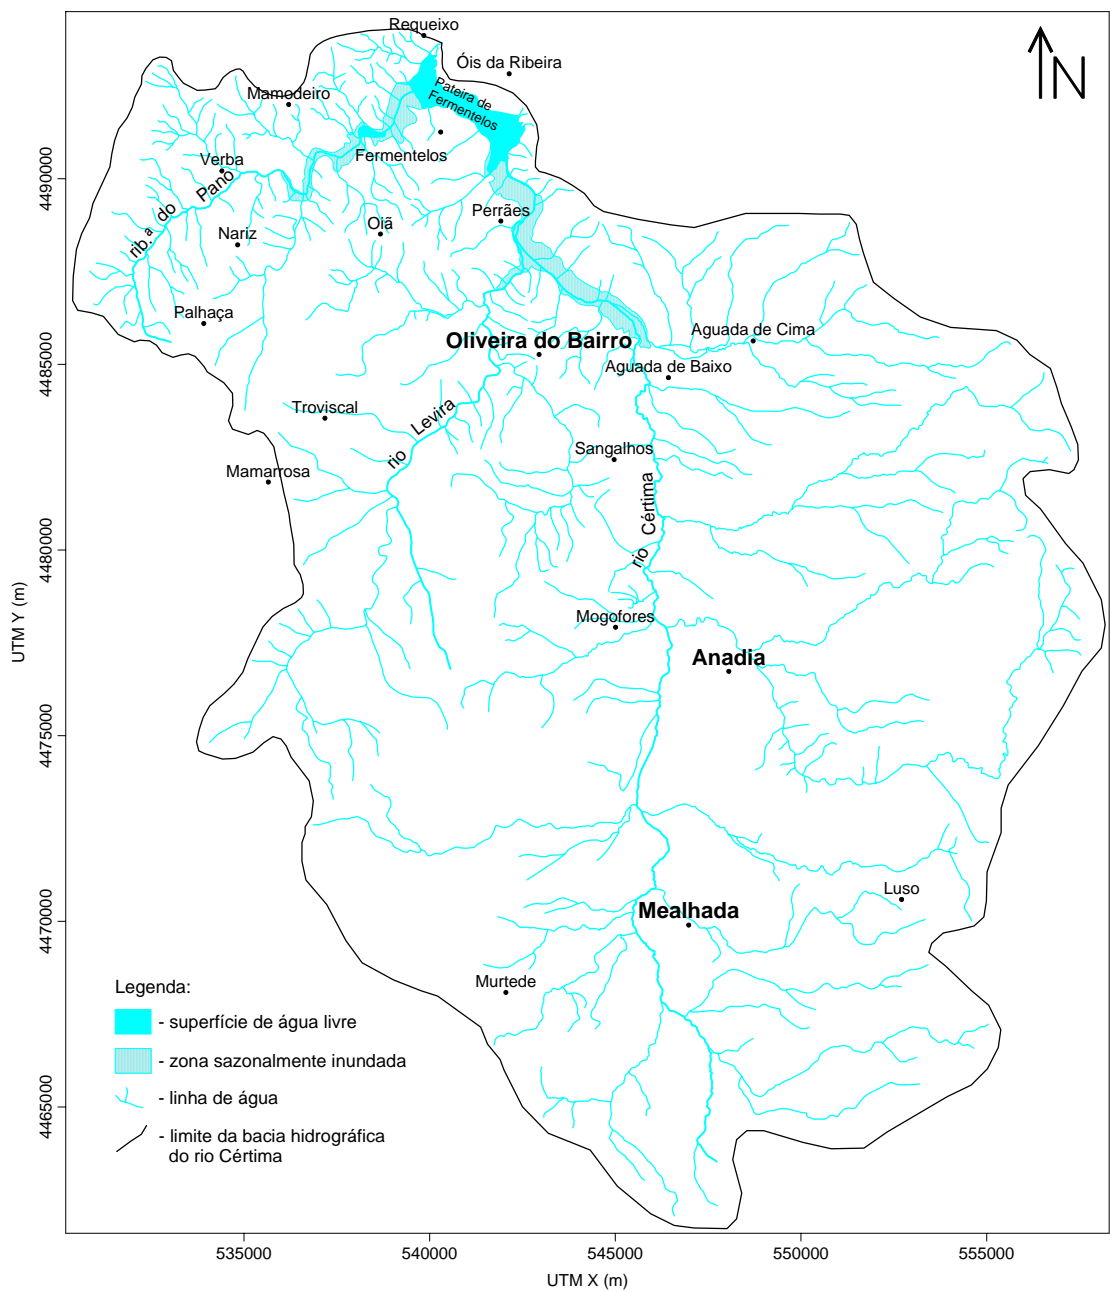 Requeixo
Óis da Ribeira
N
Mamodeiro
Pateira de
Fermentelos
Fermentelos
Verba
rib.ª do Pano
Perrães
Oiã
Nariz
Palhaça
Aguada de Cima
Oliveira do Bairro
Aguada de Baixo
Troviscal
rio Levira
Sangalhos
Mamarrosa
rio Cértima
Mogofores
Anadia
Luso
Mealhada
Murtede
Legenda:
- superfície de água livre
- zona sazonalmente inundada
- linha de água
- limite da bacia hidrográfica
do rio Cértima
4490000
4485000
4480000
4475000
4470000
4465000
UTM Y (m)
535000 540000 545000 550000 555000
UTM X (m)